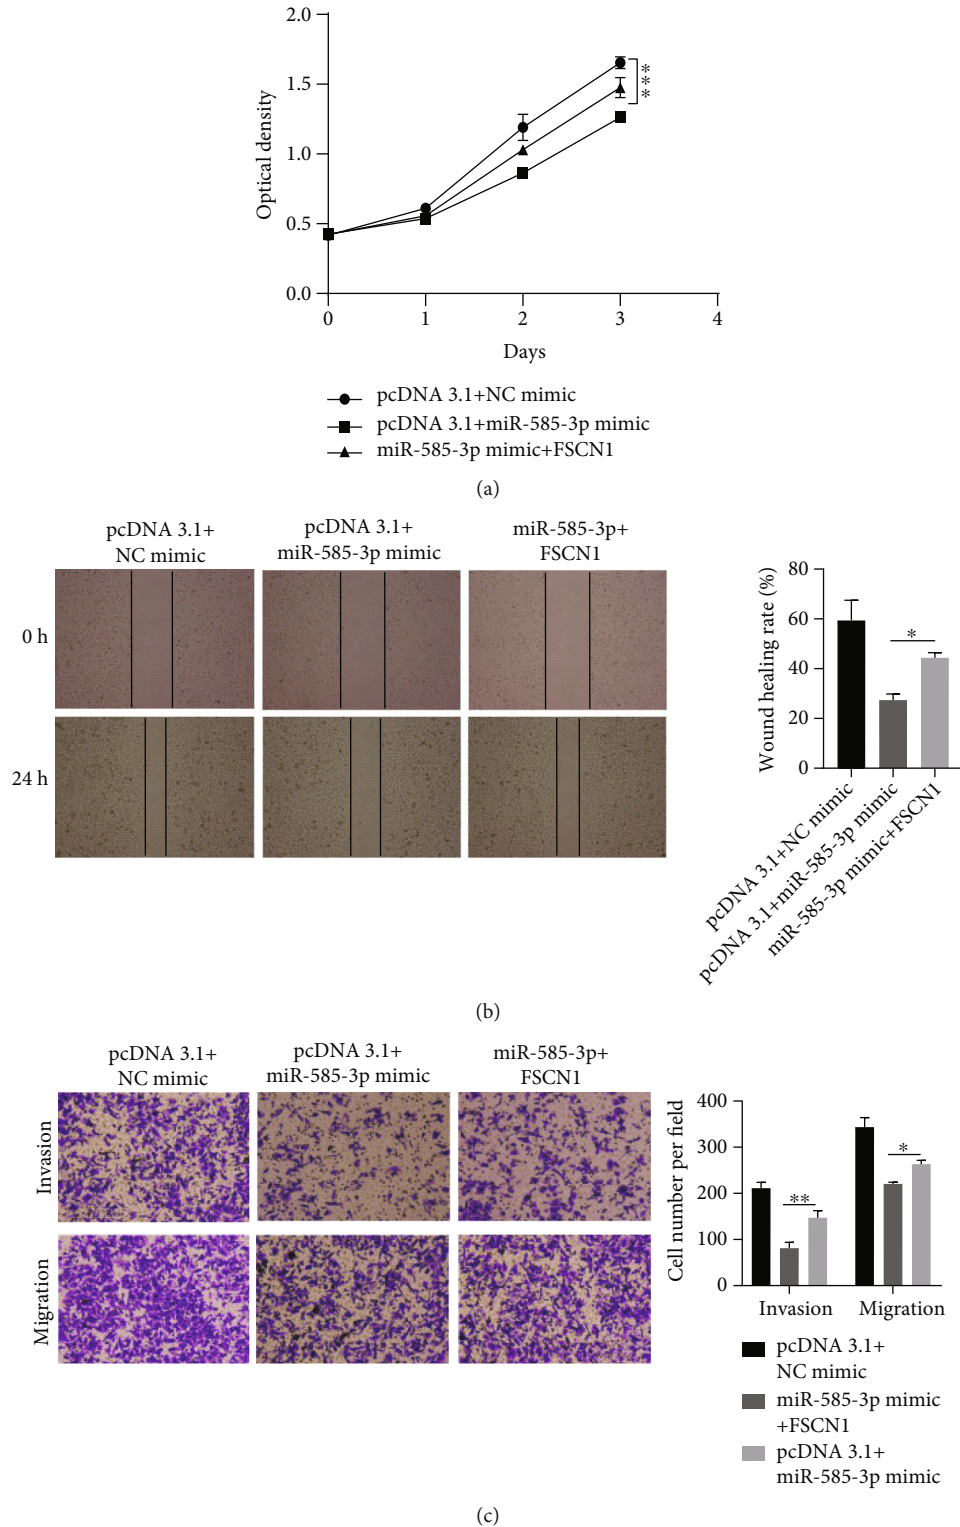 2.0
1.5
1.0
0.5
0.0
Optical density
0 1 2 3 4
Days
***
pcDNA 3.1+NC mimic
pcDNA 3.1+miR-585-3p mimic
miR-585-3p mimic+FSCN1
(a)
pcDNA 3.1+
NC mimic
pcDNA 3.1+
miR-585-3p mimic
miR-585-3p+
FSCN1
0 h
24 h
80
60
40
20
0
Wound healing rate (%)
*
pcDNA 3.1+NC mimic
pcDNA 3.1+miR-585-3p mimic
miR-585-3p mimic+FSCN1
(b)
pcDNA 3.1+
NC mimic
pcDNA 3.1+
miR-585-3p mimic
miR-585-3p+
FSCN1
Invasion
Migration
400
300
200
100
0
Cell number per field
**
*
Invasion Migration
pcDNA 3.1+
NC mimic
miR-585-3p mimic
+FSCN1
pcDNA 3.1+
miR-585-3p mimic
(c)